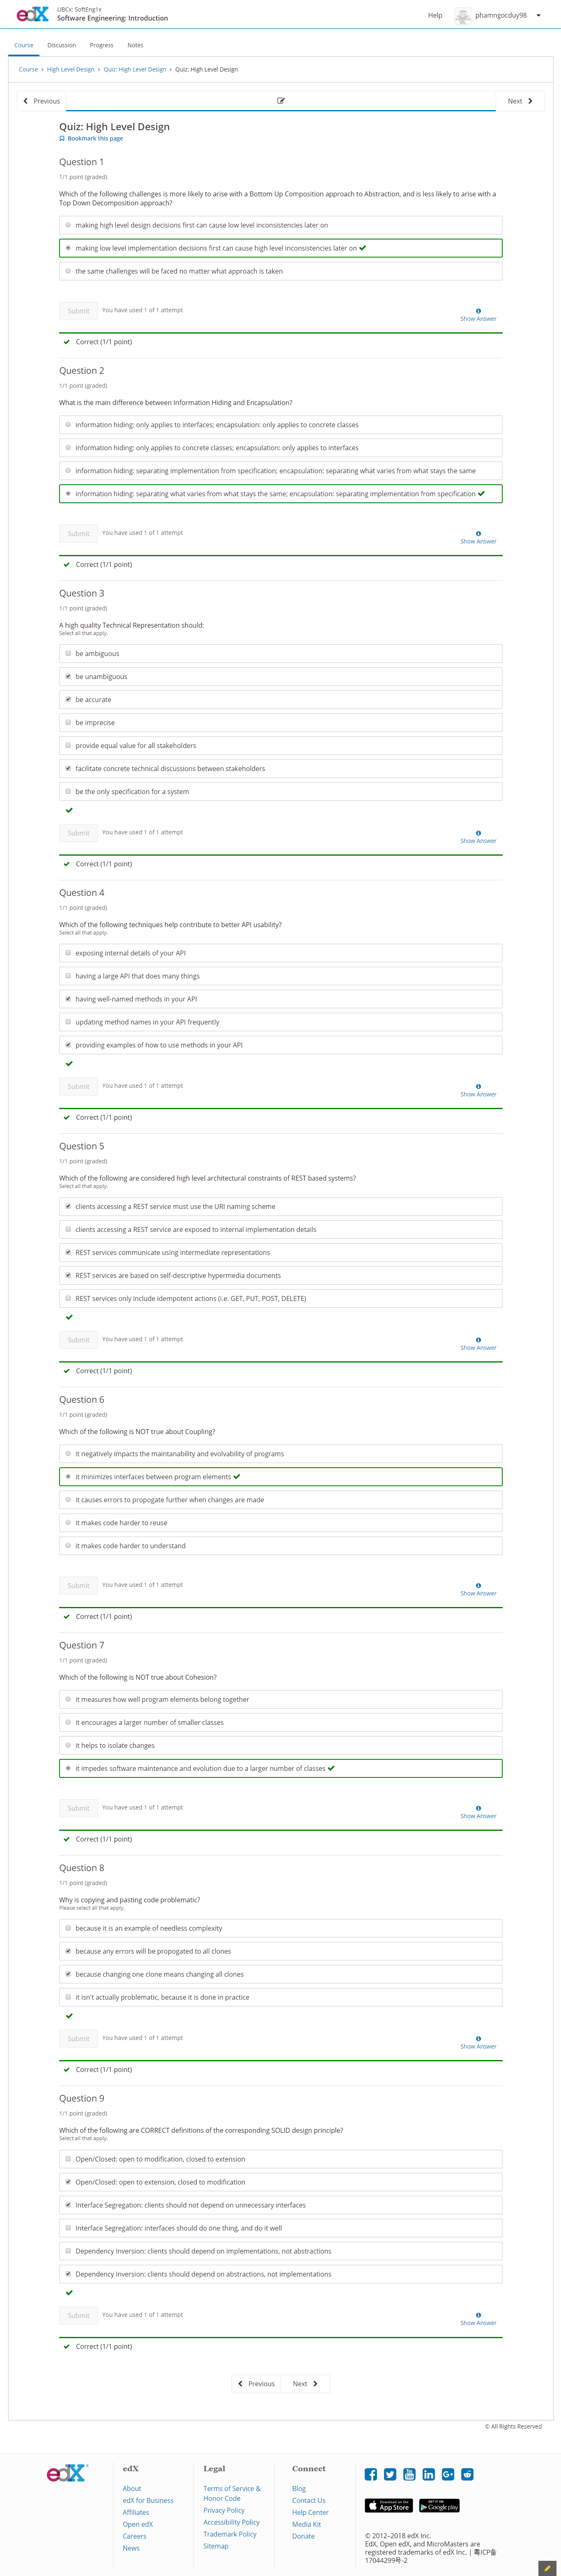 edX
UBCx: SoftEng1x
Software Engineering: Introduction
Help
phamngocduy98
Course
Discussion
Progress
Notes
Course > High Level Design > Quiz: High Level Design > Quiz: High Level Design
Previous
Next
Quiz: High Level Design
Bookmark this page
Question 1
1/1 point (graded)
Which of the following challenges is more likely to arise with a Bottom Up Composition approach to Abstraction, and is less likely to arise with a
Top Down Decomposition approach?
making high level design decisions first can cause low level inconsistencies later on
making low level implementation decisions first can cause high level inconsistencies later on
the same challenges will be faced no matter what approach is taken
Submit
You have used 1 of 1 attempt
Show Answer
Correct (1/1 point)
Question 2
1/1 point (graded)
What is the main difference between Information Hiding and Encapsulation?
information hiding: only applies to interfaces; encapsulation: only applies to concrete classes
information hiding: only applies to concrete classes; encapsulation: only applies to interfaces
information hiding: separating implementation from specification; encapsulation: separating what varies from what stays the same
information hiding: separating what varies from what stays the same; encapsulation: separating implementation from specification
Submit
You have used 1 of 1 attempt
Show Answer
Correct (1/1 point)
Question 3
1/1 point (graded)
A high quality Technical Representation should:
Select all that apply.
be ambiguous
be unambiguous
be accurate
be imprecise
provide equal value for all stakeholders
facilitate concrete technical discussions between stakeholders
be the only specification for a system
Submit
You have used 1 of 1 attempt
Show Answer
Correct (1/1 point)
Question 4
1/1 point (graded)
Which of the following techniques help contribute to better API usability?
Select all that apply.
exposing internal details of your API
having a large API that does many things
having well-named methods in your API
updating method names in your API frequently
providing examples of how to use methods in your API
Submit
You have used 1 of 1 attempt
Show Answer
Correct (1/1 point)
Question 5
1/1 point (graded)
Which of the following are considered high level architectural constraints of REST based systems?
Select all that apply.
clients accessing a REST service must use the URI naming scheme
clients accessing a REST service are exposed to internal implementation details
REST services communicate using intermediate representations
REST services are based on self-descriptive hypermedia documents
REST services only include idempotent actions (i.e. GET, PUT, POST, DELETE)
Submit
You have used 1 of 1 attempt
Show Answer
Correct (1/1 point)
Question 6
1/1 point (graded)
Which of the following is NOT true about Coupling?
it negatively impacts the maintanability and evolvability of programs
it minimizes interfaces between program elements
it causes errors to propogate further when changes are made
it makes code harder to reuse
it makes code harder to understand
Submit
You have used 1 of 1 attempt
Show Answer
Correct (1/1 point)
Question 7
1/1 point (graded)
Which of the following is NOT true about Cohesion?
it measures how well program elements belong together
it encourages a larger number of smaller classes
it helps to isolate changes
it impedes software maintenance and evolution due to a larger number of classes
Submit
You have used 1 of 1 attempt
Show Answer
Correct (1/1 point)
Question 8
1/1 point (graded)
Why is copying and pasting code problematic?
Please select all that apply.
because it is an example of needless complexity
because any errors will be propogated to all clones
because changing one clone means changing all clones
it isn't actually problematic, because it is done in practice
Submit
You have used 1 of 1 attempt
Show Answer
Correct (1/1 point)
Question 9
1/1 point (graded)
Which of the following are CORRECT definitions of the corresponding SOLID design principle?
Select all that apply.
Open/Closed: open to modification, closed to extension
Open/Closed: open to extension, closed to modification
Interface Segregation: clients should not depend on unnecessary interfaces
Interface Segregation: interfaces should do one thing, and do it well
Dependency Inversion: clients should depend on implementations, not abstractions
Dependency Inversion: clients should depend on abstractions, not implementations
Submit
You have used 1 of 1 attempt
Show Answer
Correct (1/1 point)
Previous
Next
© All Rights Reserved
edX
edX
About
edX for Business
Affiliates
Open edX
Careers
News
Legal
Terms of Service &
Honor Code
Privacy Policy
Accessibility Policy
Trademark Policy
Sitemap
Connect
Blog
Contact Us
Help Center
Media Kit
Donate
Download on the
App Store
GET IT ON
Google play
© 2012–2018 edX Inc.
EdX, Open edX, and MicroMasters are
registered trademarks of edX Inc. | 粤ICP备
17044299号-2